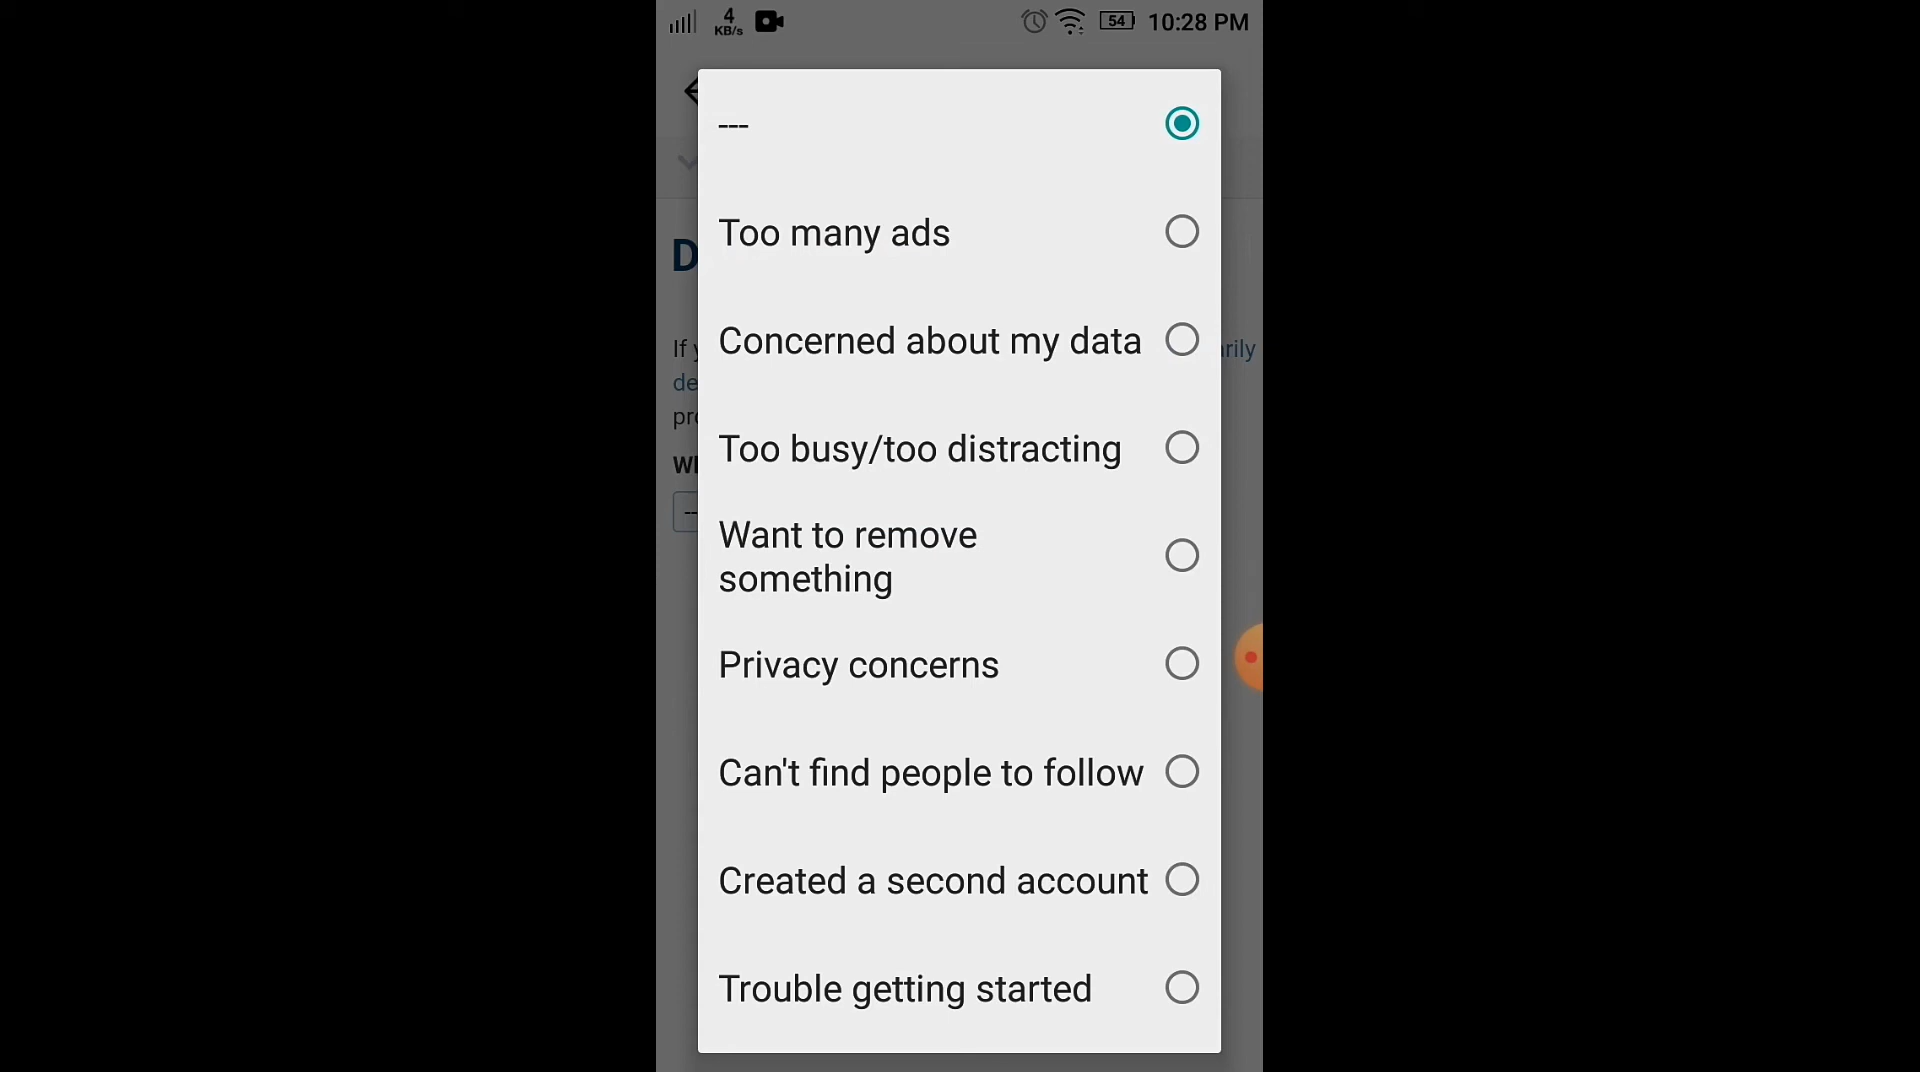 4
KB/s
54
10:28 PM
---
Too many ads
Concerned about my data
Too busy/too distracting
Want to remove
something
Privacy concerns
Can't find people to follow
Created a second account
Trouble getting started
If